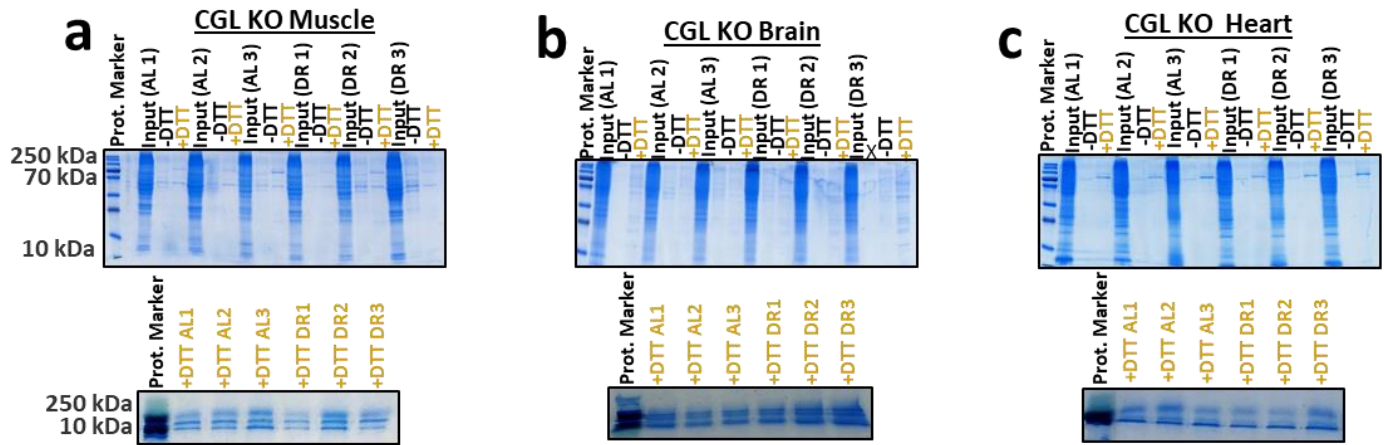 a
CGL KO Muscle
Prot. Marker
Input (AL 1)
-DTT
+DTT
Input (AL 2)
-DTT
+DTT
Input (AL 3)
-DTT
+DTT
Input (DR 1)
-DTT
+DTT
Input (DR 2)
-DTT
+DTT
Input (DR 3)
-DTT
+DTT
250 kDa
70 kDa
10 kDa
Prot. Marker
+DTT AL1
+DTT AL2
+DTT AL3
+DTT DR1
+DTT DR2
+DTT DR3
250 kDa
10 kDa
b
CGL KO Brain
Prot. Marker
Input (AL 1)
-DTT
+DTT
Input (AL 2)
-DTT
+DTT
Input (AL 3)
-DTT
+DTT
Input (DR 1)
-DTT
+DTT
Input (DR 2)
-DTT
+DTT
Input (DR 3)
X
-DTT
+DTT
Prot. Marker
+DTT AL1
+DTT AL2
+DTT AL3
+DTT DR1
+DTT DR2
+DTT DR3
c
CGL KO Heart
Prot. Marker
Input (AL 1)
-DTT
+DTT
Input (AL 2)
-DTT
+DTT
Input (AL 3)
-DTT
+DTT
Input (DR 1)
-DTT
+DTT
Input (DR 2)
-DTT
+DTT
Input (DR 3)
-DTT
+DTT
Prot. Marker
+DTT AL1
+DTT AL2
+DTT AL3
+DTT DR1
+DTT DR2
+DTT DR3